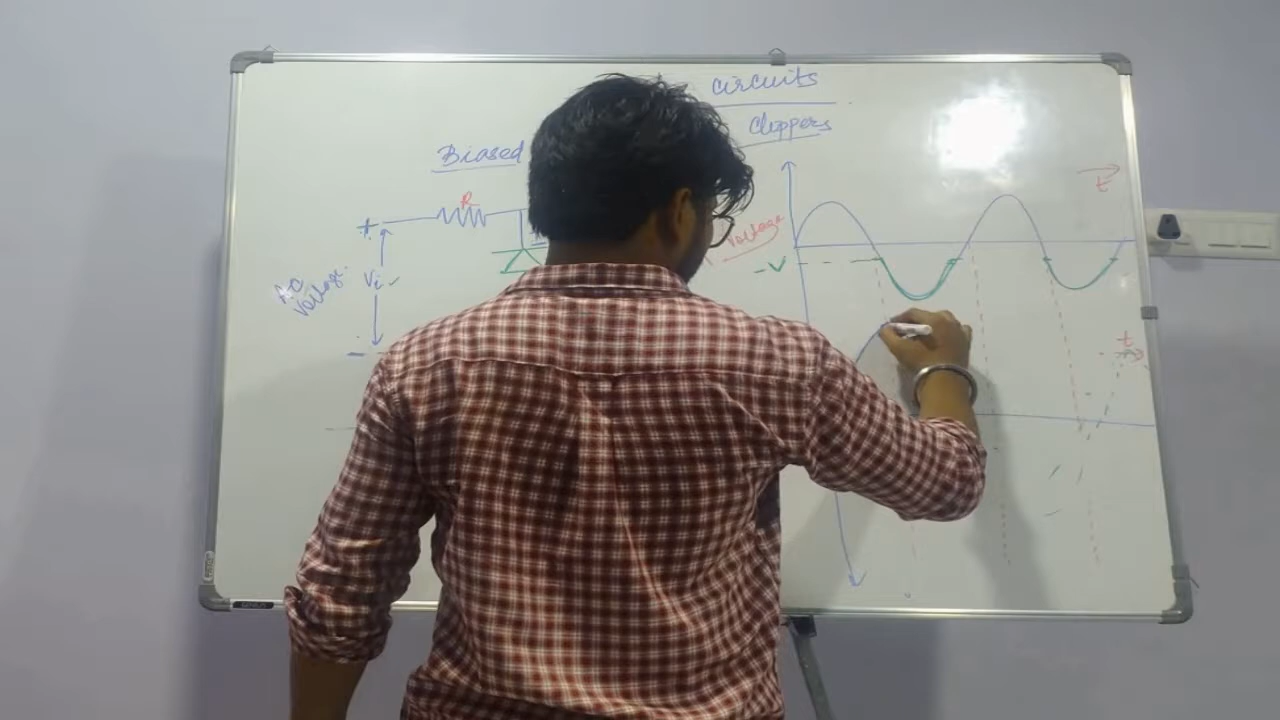 circuits
Clippers
Biased
R
+
Vi
-
AC
Voltage.
Voltage
-V
t
t